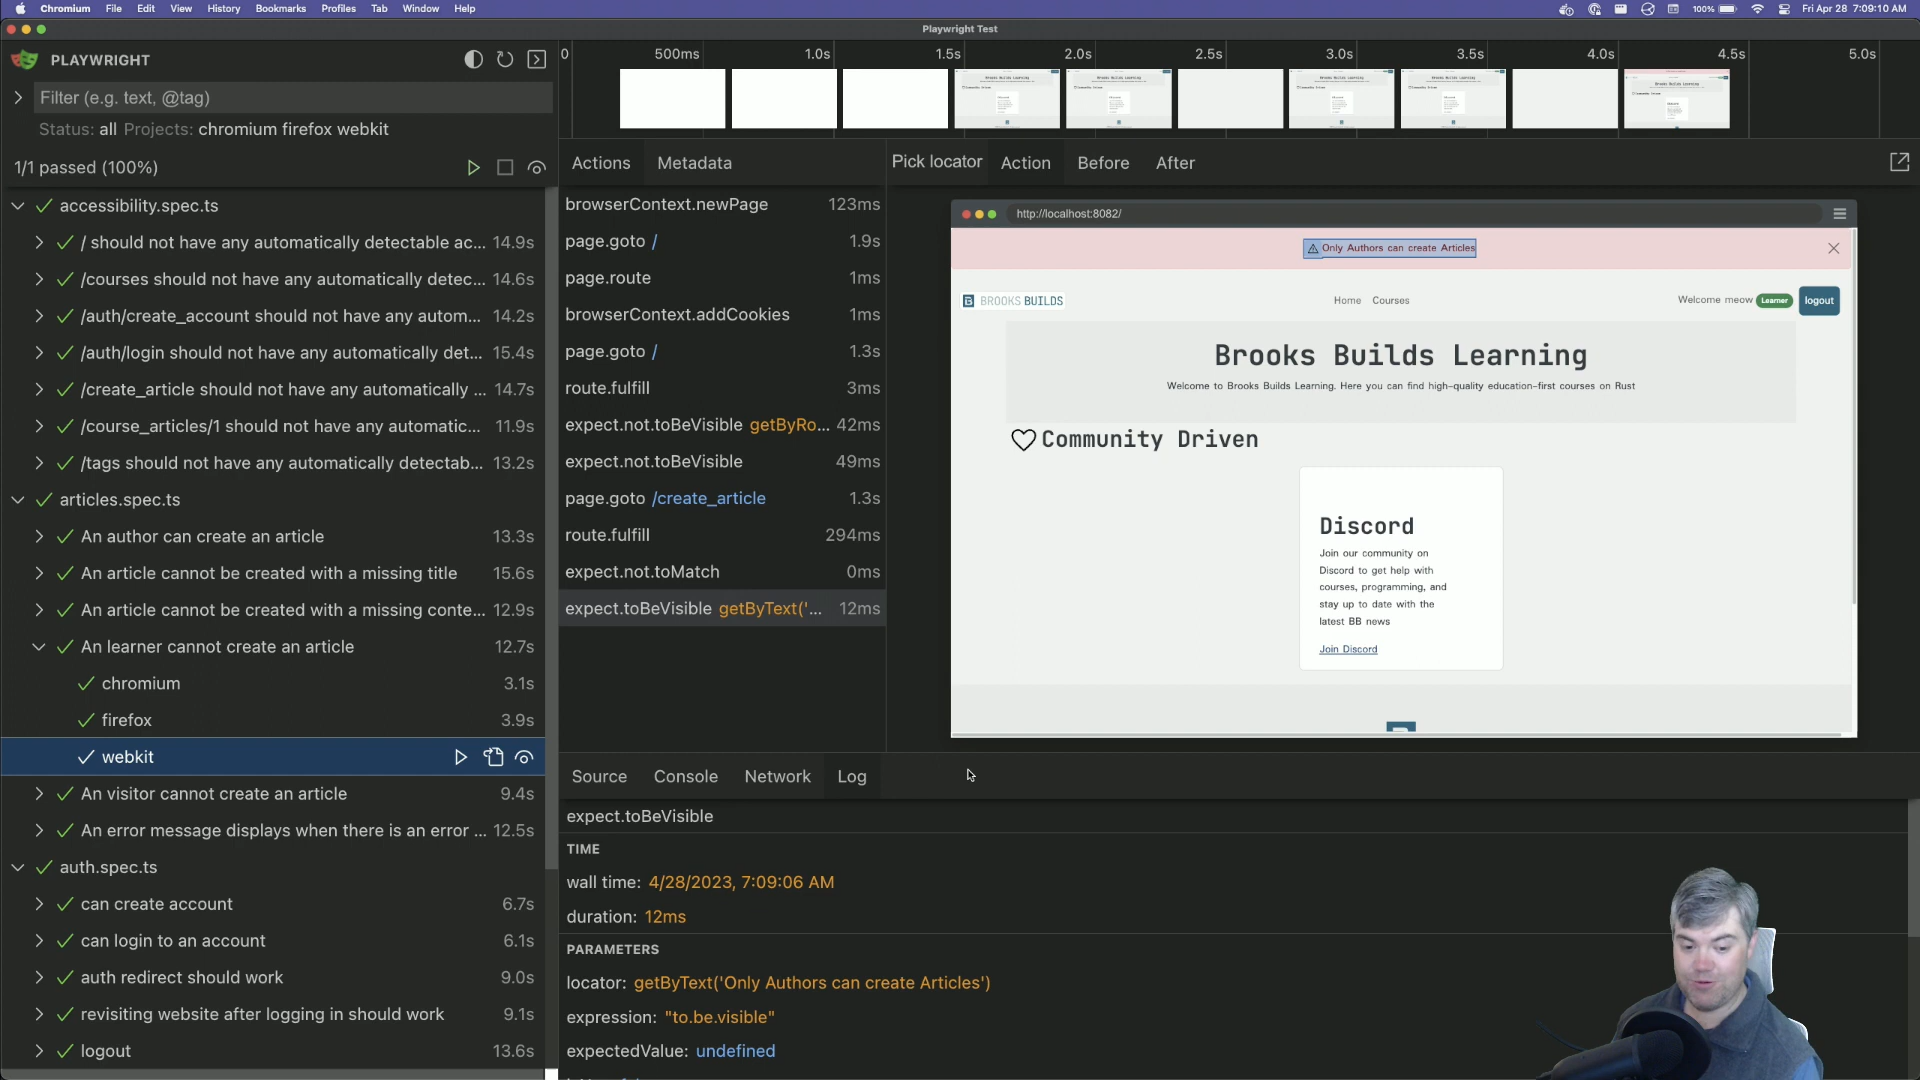 Chromium File Edit View History Bookmarks Profiles Tab Window Help
100% Fri Apr 28 7:09:10 AM
Playwright Test
PLAYWRIGHT
Filter (e.g. text, @tag)
Status: all Projects: chromium firefox webkit
1/1 passed (100%)
accessibility.spec.ts
/ should not have any automatically detectable ac... 14.9s
/courses should not have any automatically detec... 14.6s
/auth/create_account should not have any autom... 14.2s
/auth/login should not have any automatically det... 15.4s
/create_article should not have any automatically ... 14.7s
/course_articles/1 should not have any automatic... 11.9s
/tags should not have any automatically detectab... 13.2s
articles.spec.ts
An author can create an article 13.3s
An article cannot be created with a missing title 15.6s
An article cannot be created with a missing conte... 12.9s
An learner cannot create an article 12.7s
chromium 3.1s
firefox 3.9s
webkit
An visitor cannot create an article 9.4s
An error message displays when there is an error ... 12.5s
auth.spec.ts
can create account 6.7s
can login to an account 6.1s
auth redirect should work 9.0s
revisiting website after logging in should work 9.1s
logout 13.6s
0 500ms 1.0s 1.5s 2.0s 2.5s 3.0s 3.5s 4.0s 4.5s 5.0s
Actions Metadata
browserContext.newPage 123ms
page.goto / 1.9s
page.route 1ms
browserContext.addCookies 1ms
page.goto / 1.3s
route.fulfill 3ms
expect.not.toBeVisible getByRo... 42ms
expect.not.toBeVisible 49ms
page.goto /create_article 1.3s
route.fulfill 294ms
expect.not.toMatch 0ms
expect.toBeVisible getByText('... 12ms
Pick locator Action Before After
http://localhost:8082/
Only Authors can create Articles
BROOKS BUILDS Home Courses Welcome meow Learner logout
Brooks Builds Learning
Welcome to Brooks Builds Learning. Here you can find high-quality education-first courses on Rust
Community Driven
Discord
Join our community on
Discord to get help with
courses, programming, and
stay up to date with the
latest BB news
Join Discord
Source Console Network Log
expect.toBeVisible
TIME
wall time: 4/28/2023, 7:09:06 AM
duration: 12ms
PARAMETERS
locator: getByText('Only Authors can create Articles')
expression: "to.be.visible"
expectedValue: undefined